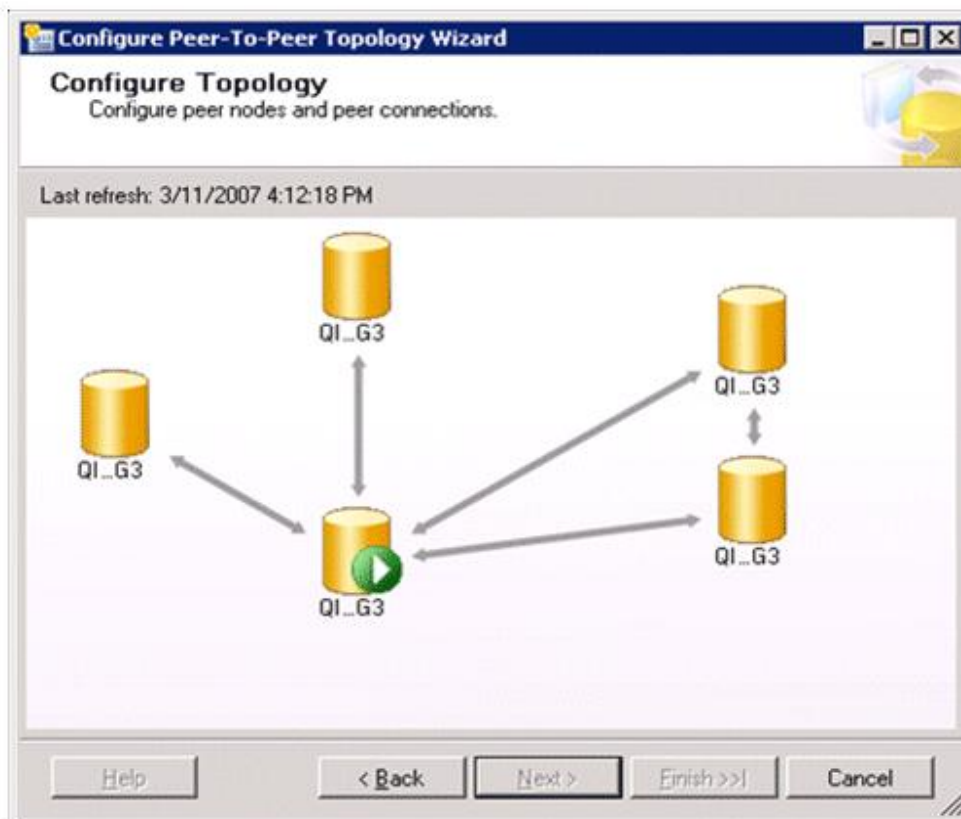 Configure Peer-To-Peer Topology Wizard
Configure Topology
Configure peer nodes and peer connections.
Last refresh: 3/11/2007 4:12:18 PM
QI...G3
QI...G3
QI...G3
QI...G3
QI...G3
Help
< Back
Next >
Finish >>|
Cancel